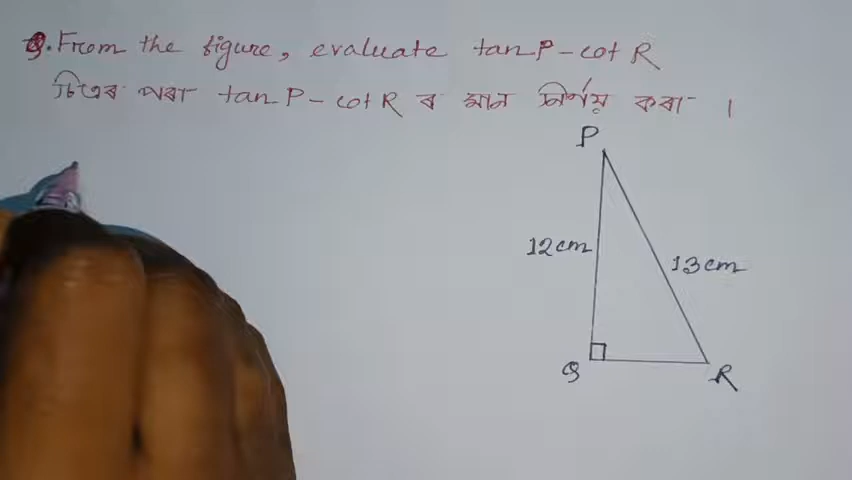 Q. From the figure, evaluate tan P - cot R
চিত্ৰৰ পৰা tan P - cot R ৰ মান নিৰ্ণয় কৰা ।
P
12cm
13cm
Q
R